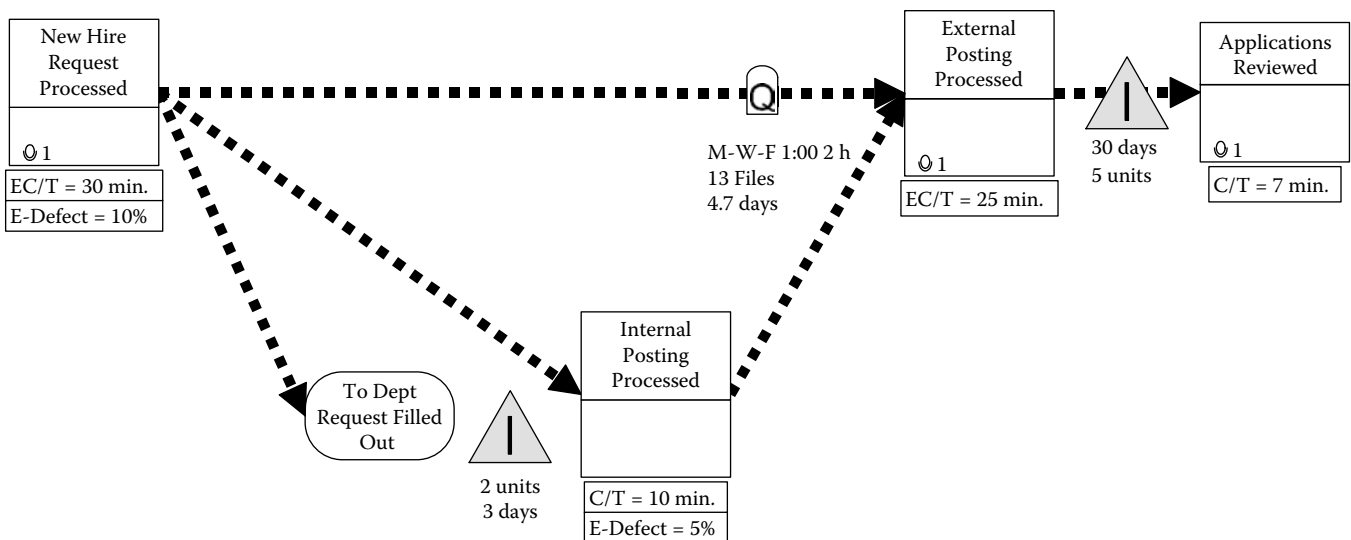 New Hire
Request
Processed
1
EC/T = 30 min.
E-Defect = 10%
Q
M-W-F 1:00 2 h
13 Files
4.7 days
External
Posting
Processed
1
EC/T = 25 min.
I
30 days
5 units
Applications
Reviewed
1
C/T = 7 min.
To Dept
Request Filled
Out
I
2 units
3 days
Internal
Posting
Processed
C/T = 10 min.
E-Defect = 5%